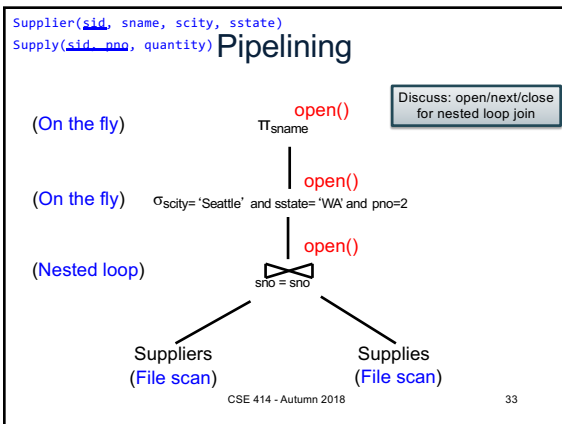 Supplier(sid, sname, scity, sstate)
Supply(sid, pno, quantity)
Pipelining
Discuss: open/next/close
for nested loop join
open()
(On the fly)
πsname
open()
(On the fly)
σscity= 'Seattle' and sstate= 'WA' and pno=2
open()
(Nested loop)
sno = sno
Suppliers
(File scan)
Supplies
(File scan)
CSE 414 - Autumn 2018
33